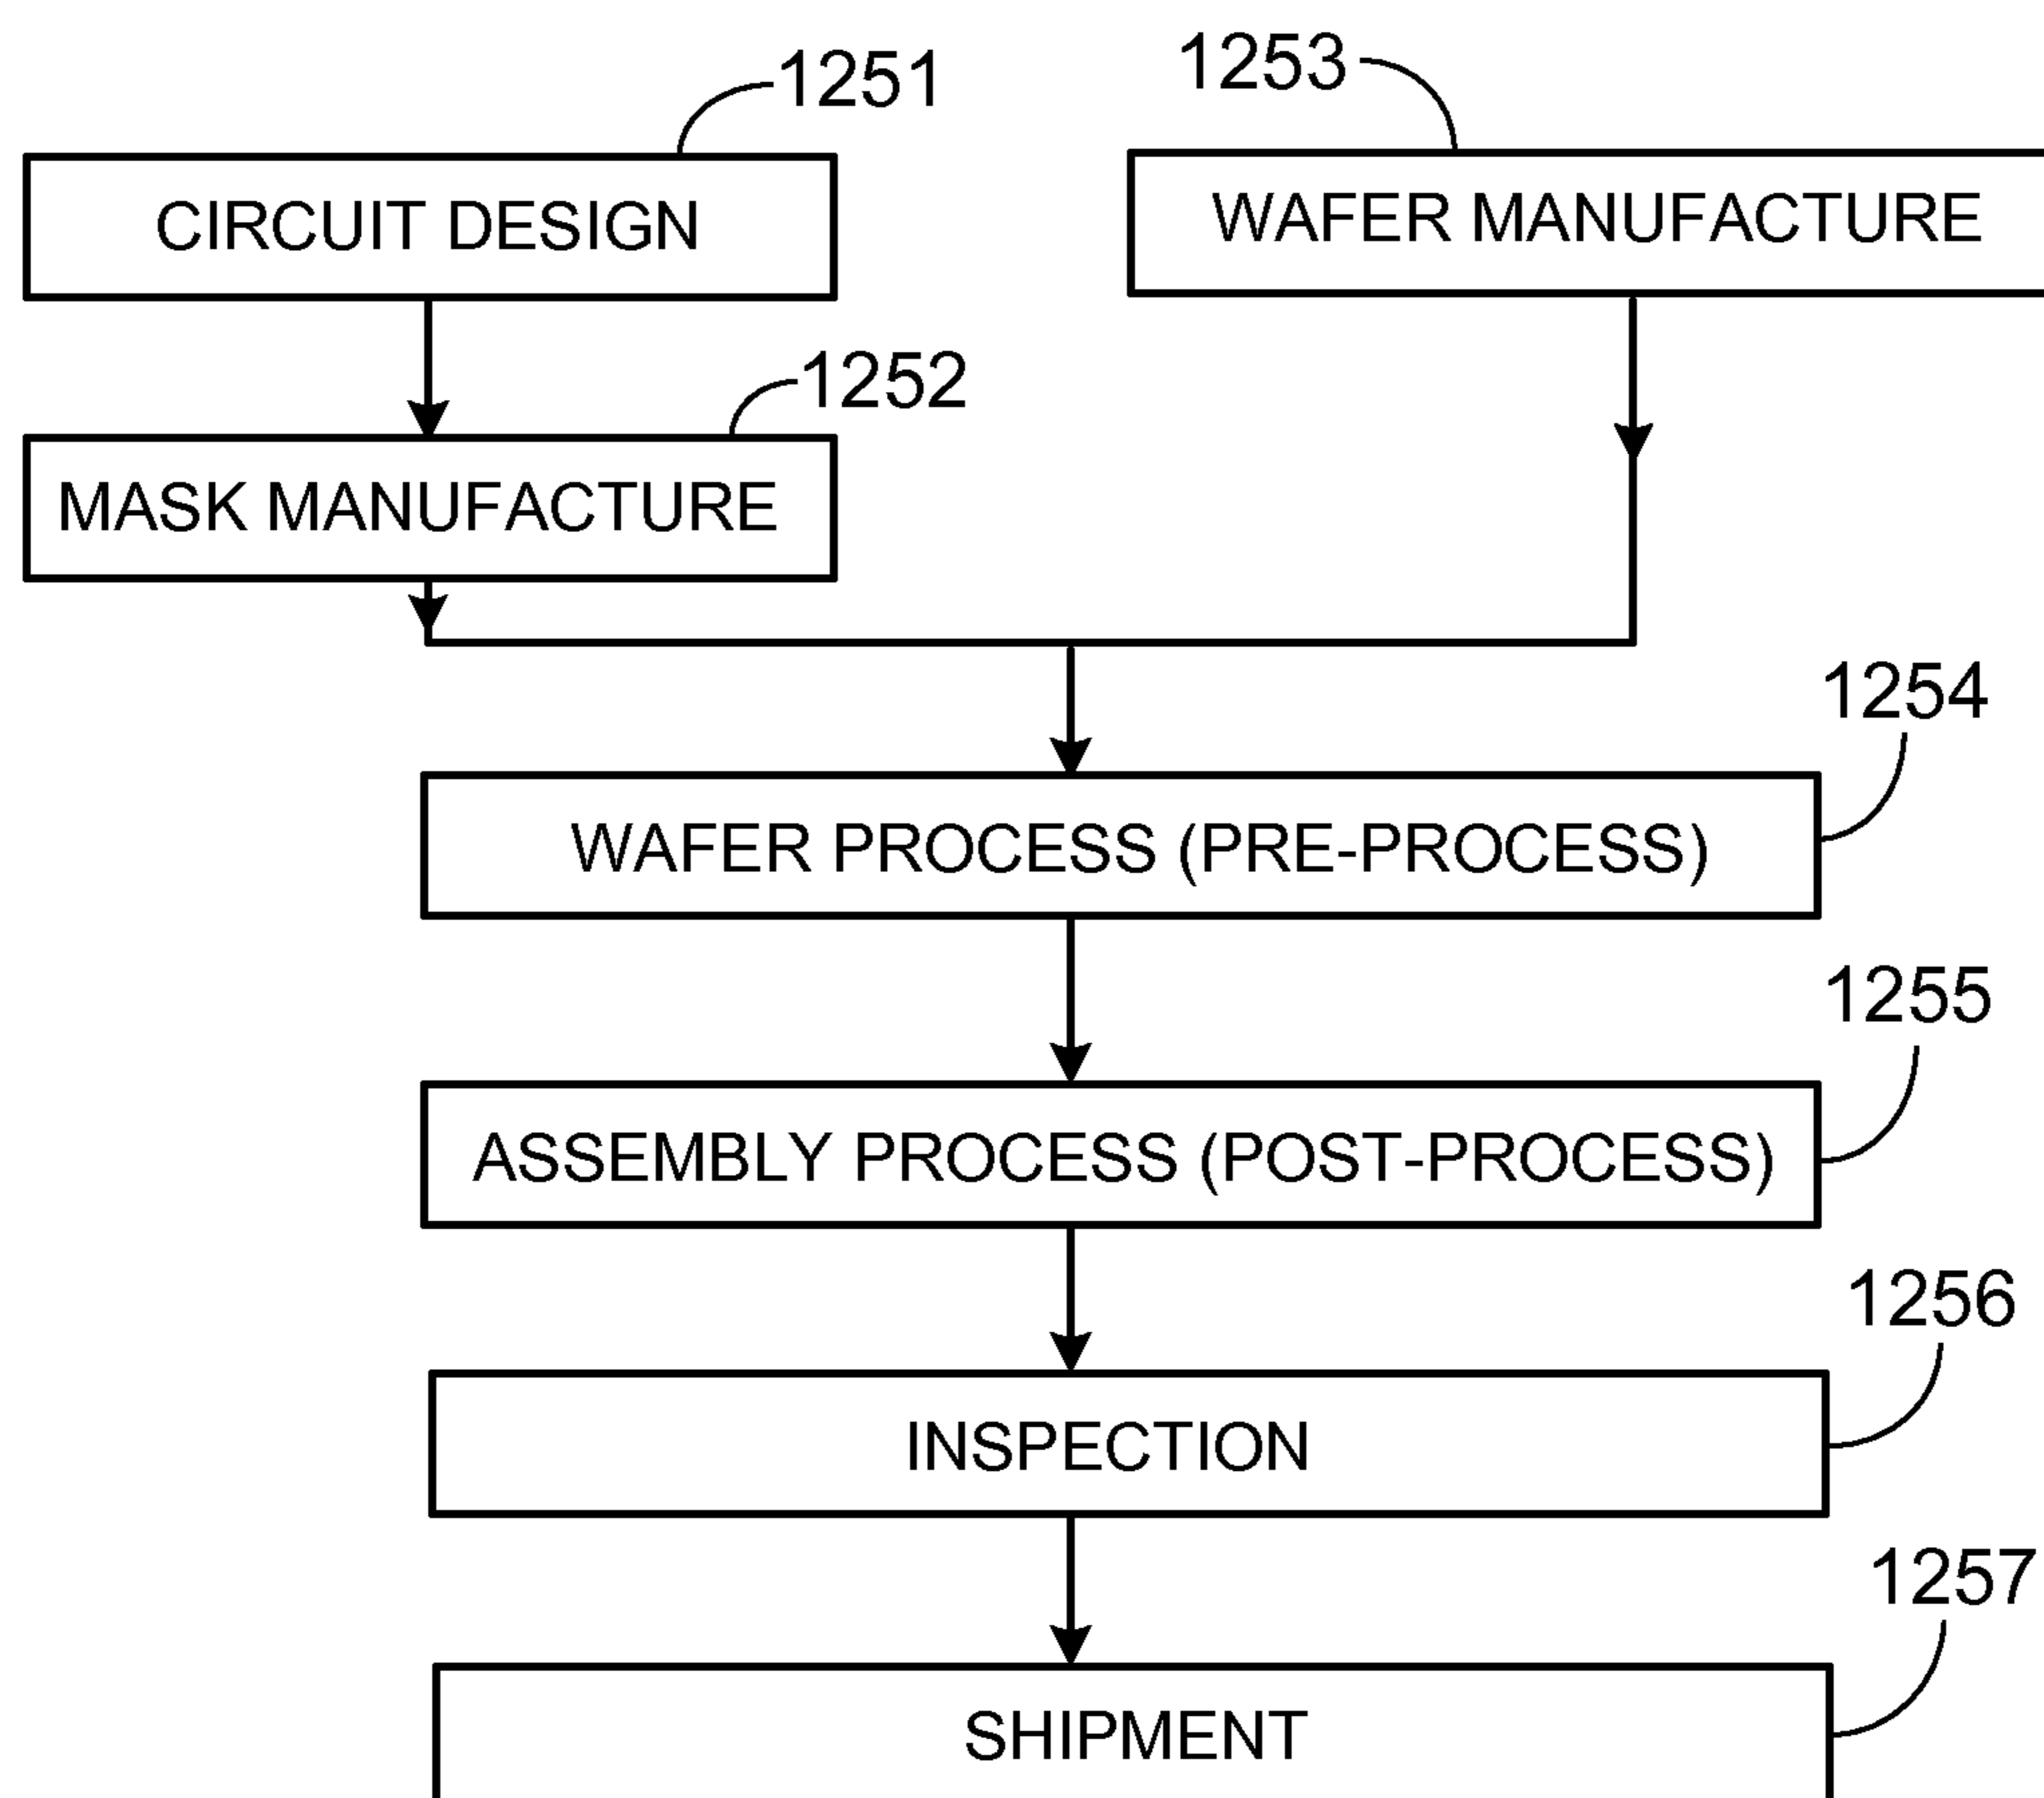 1251
1253
CIRCUIT DESIGN
WAFER MANUFACTURE
1252
MASK MANUFACTURE
1254
WAFER PROCESS (PRE-PROCESS)
1255
ASSEMBLY PROCESS (POST-PROCESS)
1256
INSPECTION
1257
SHIPMENT